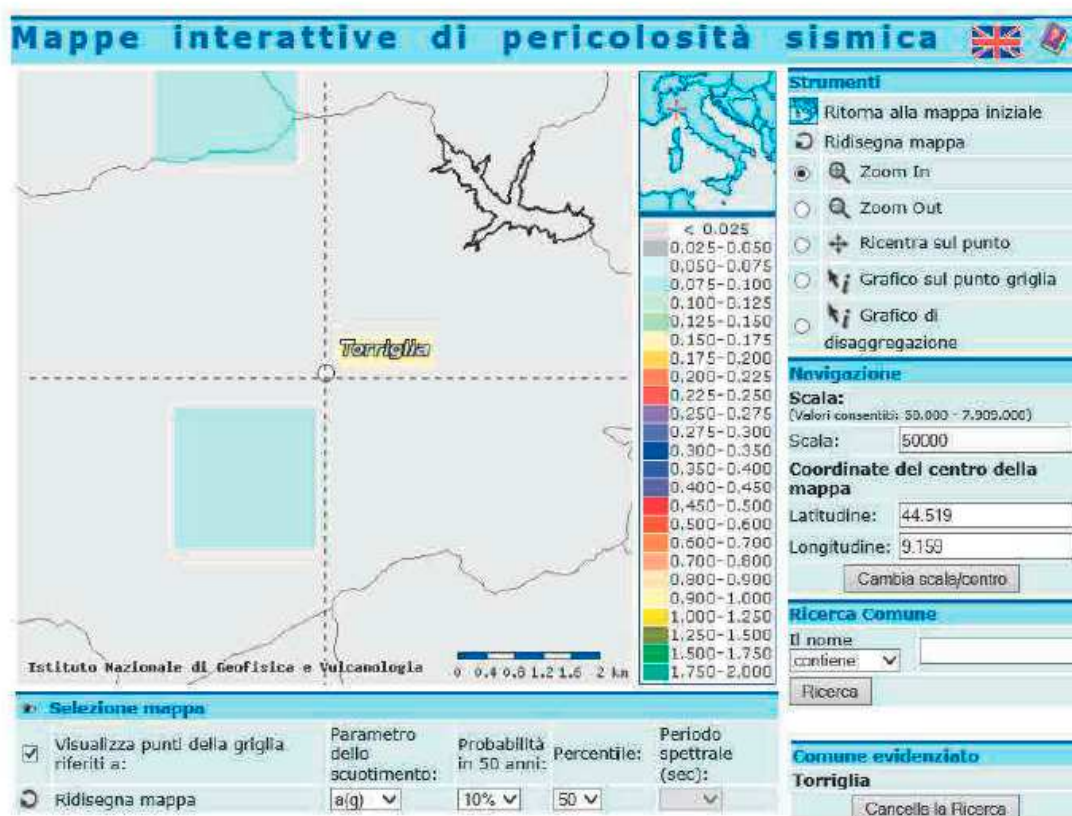 Mappe interattive di pericolosità sismica
Torriglia
Istituto Nazionale di Geofisica e Vulcanologia
0 0.4 0.8 1.2 1.6 2 km
< 0.025
0.025-0.050
0.050-0.075
0.075-0.100
0.100-0.125
0.125-0.150
0.150-0.175
0.175-0.200
0.200-0.225
0.225-0.250
0.250-0.275
0.275-0.300
0.300-0.350
0.350-0.400
0.400-0.450
0.450-0.500
0.500-0.600
0.600-0.700
0.700-0.800
0.800-0.900
0.900-1.000
1.000-1.250
1.250-1.500
1.500-1.750
1.750-2.000
Strumenti
Ritorna alla mappa iniziale
Ridisegna mappa
Zoom In
Zoom Out
Ricentra sul punto
Grafico sul punto griglia
Grafico di
disaggregazione
Navigazione
Scala:
(Valori consentiti: 50.000 - 7.909.000)
Scala: 50000
Coordinate del centro della
mappa
Latitudine: 44.519
Longitudine: 9.159
Cambia scala/centro
Ricerca Comune
Il nome
contiene
Ricerca
Comune evidenziato
Torriglia
Cancella la Ricerca
Selezione mappa
Visualizza punti della griglia
riferiti a:
Parametro
dello
scuotimento:
Probabilità
in 50 anni:
Percentile:
Periodo
spettrale
(sec):
Ridisegna mappa
a(g) 10% 50